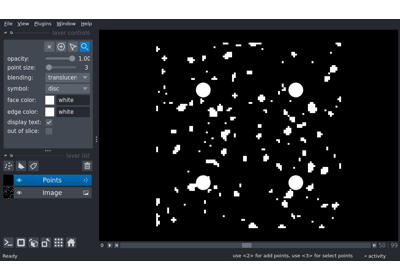 File View Plugins Window Help
layer controls
opacity: 1.00
point size: 3
blending: translucen
symbol: disc
face color: white
edge color: white
display text:
out of slice:
layer list
Points
Image
0 50 99
Ready use <2> for add points, use <3> for select points activity